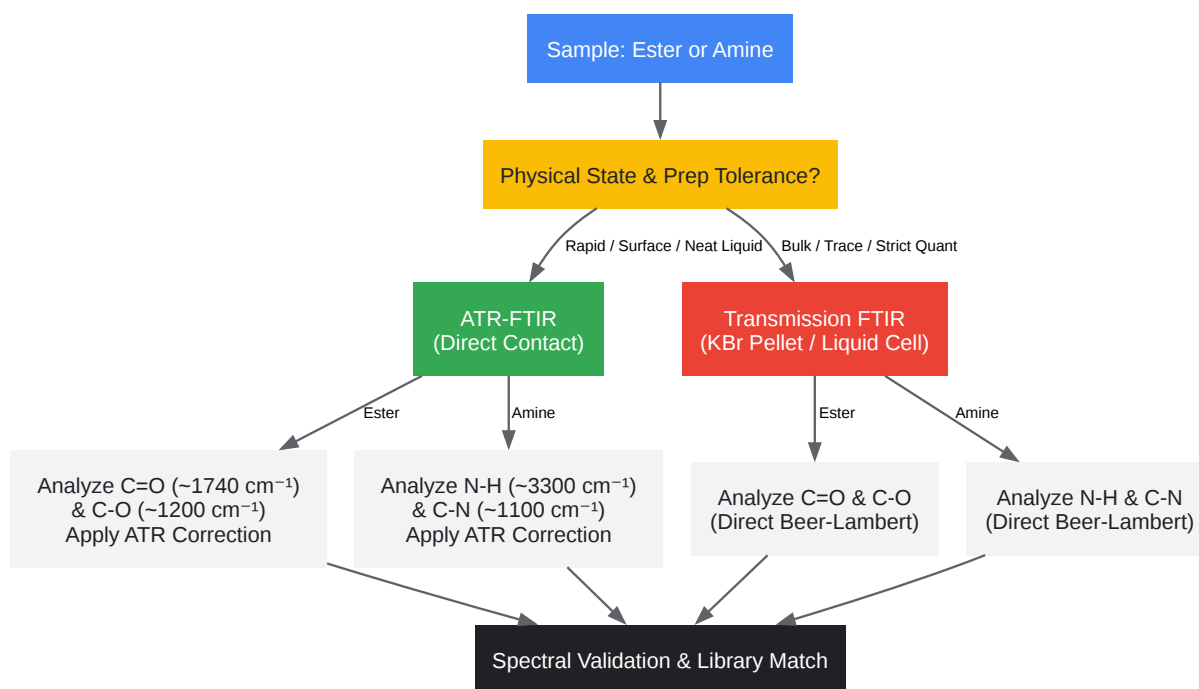 Sample: Ester or Amine
Physical State & Prep Tolerance?
Rapid / Surface / Neat Liquid
Bulk / Trace / Strict Quant
ATR-FTIR
(Direct Contact)
Transmission FTIR
(KBr Pellet / Liquid Cell)
Ester
Amine
Ester
Amine
Analyze C=O (~1740 cm⁻¹)
& C-O (~1200 cm⁻¹)
Apply ATR Correction
Analyze N-H (~3300 cm⁻¹)
& C-N (~1100 cm⁻¹)
Apply ATR Correction
Analyze C=O & C-O
(Direct Beer-Lambert)
Analyze N-H & C-N
(Direct Beer-Lambert)
Spectral Validation & Library Match